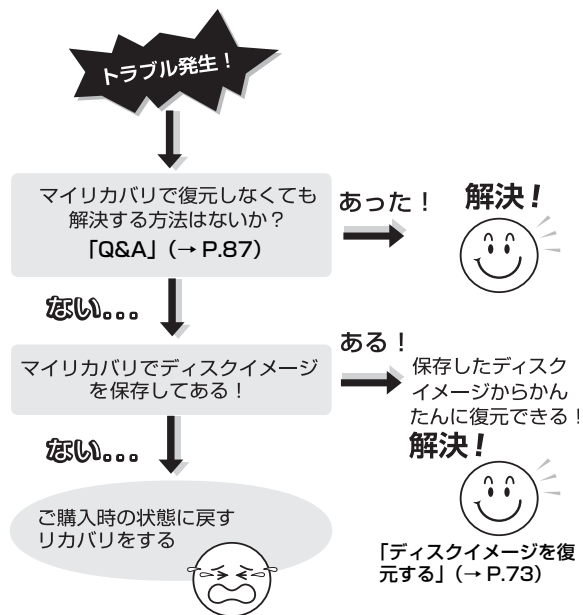 トラブル発生！
マイリカバリで復元しなくても
解決する方法はないか？
「Q&A」（→ P.87）
あった！
解決！
ない...
マイリカバリでディスクイメージ
を保存してある！
ある！
保存したディスク
イメージからかん
たんに復元できる！
解決！
「ディスクイメージを復
元する」（→ P.73）
ない...
ご購入時の状態に戻す
リカバリをする